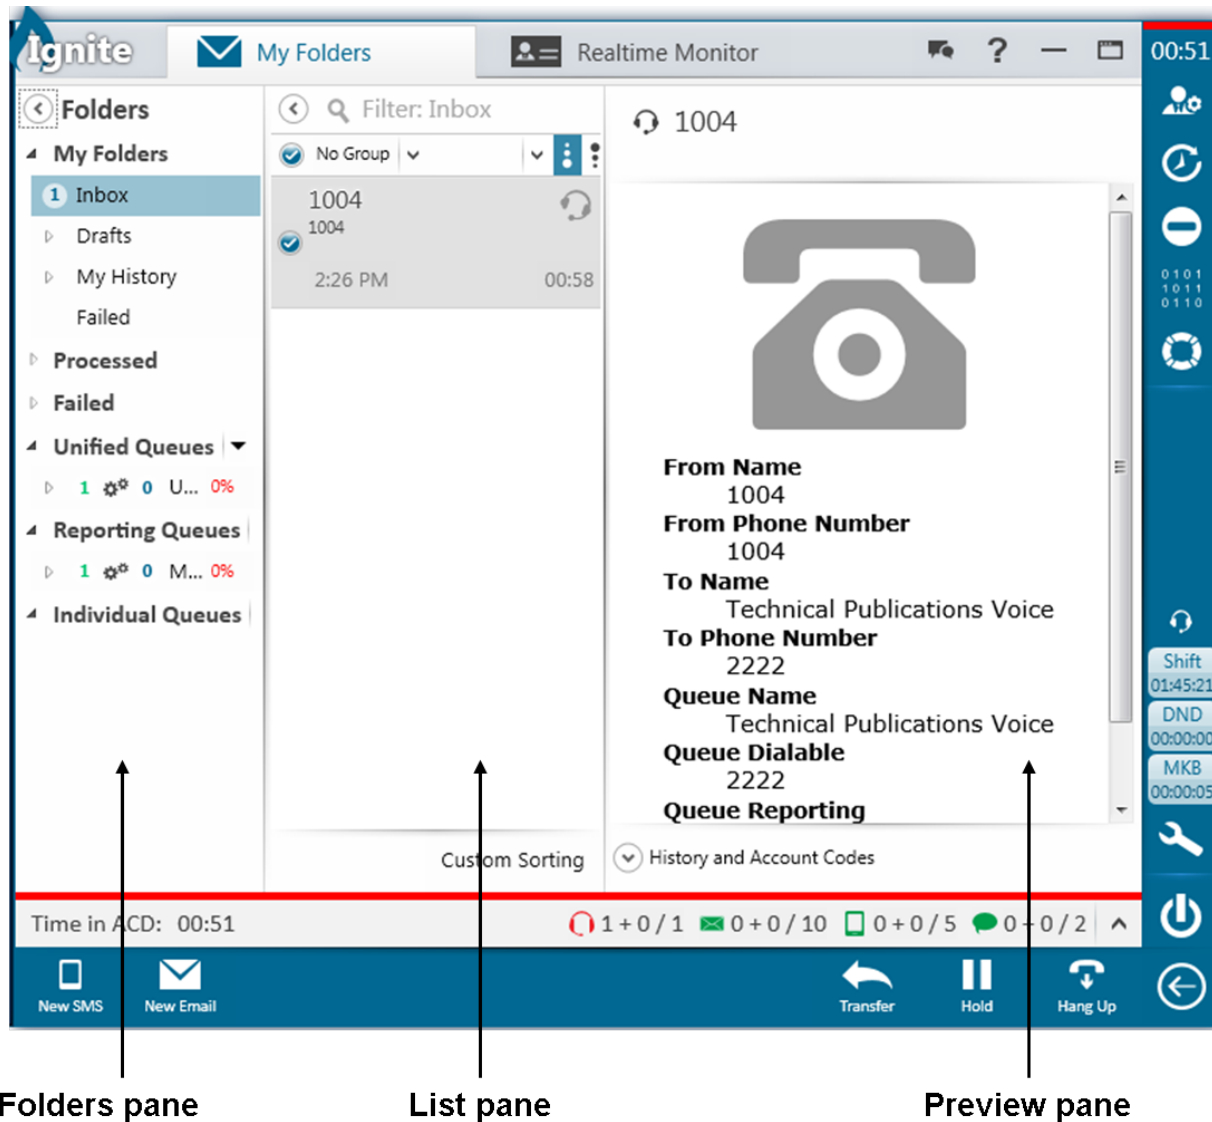 Ignite
My Folders
Realtime Monitor
?
00:51
Folders
My Folders
1 Inbox
Drafts
My History
Failed
Processed
Failed
Unified Queues
1 0 U... 0%
Reporting Queues
1 0 M... 0%
Individual Queues
Filter: Inbox
No Group
1004
1004
2:26 PM 00:58
Custom Sorting
1004
From Name
1004
From Phone Number
1004
To Name
Technical Publications Voice
To Phone Number
2222
Queue Name
Technical Publications Voice
Queue Dialable
2222
Queue Reporting
History and Account Codes
0101
1011
0110
Shift
01:45:21
DND
00:00:00
MKB
00:00:05
Time in ACD: 00:51
1 + 0 / 1 0 + 0 / 10 0 + 0 / 5 0 + 0 / 2
New SMS
New Email
Transfer
Hold
Hang Up
Folders pane
List pane
Preview pane